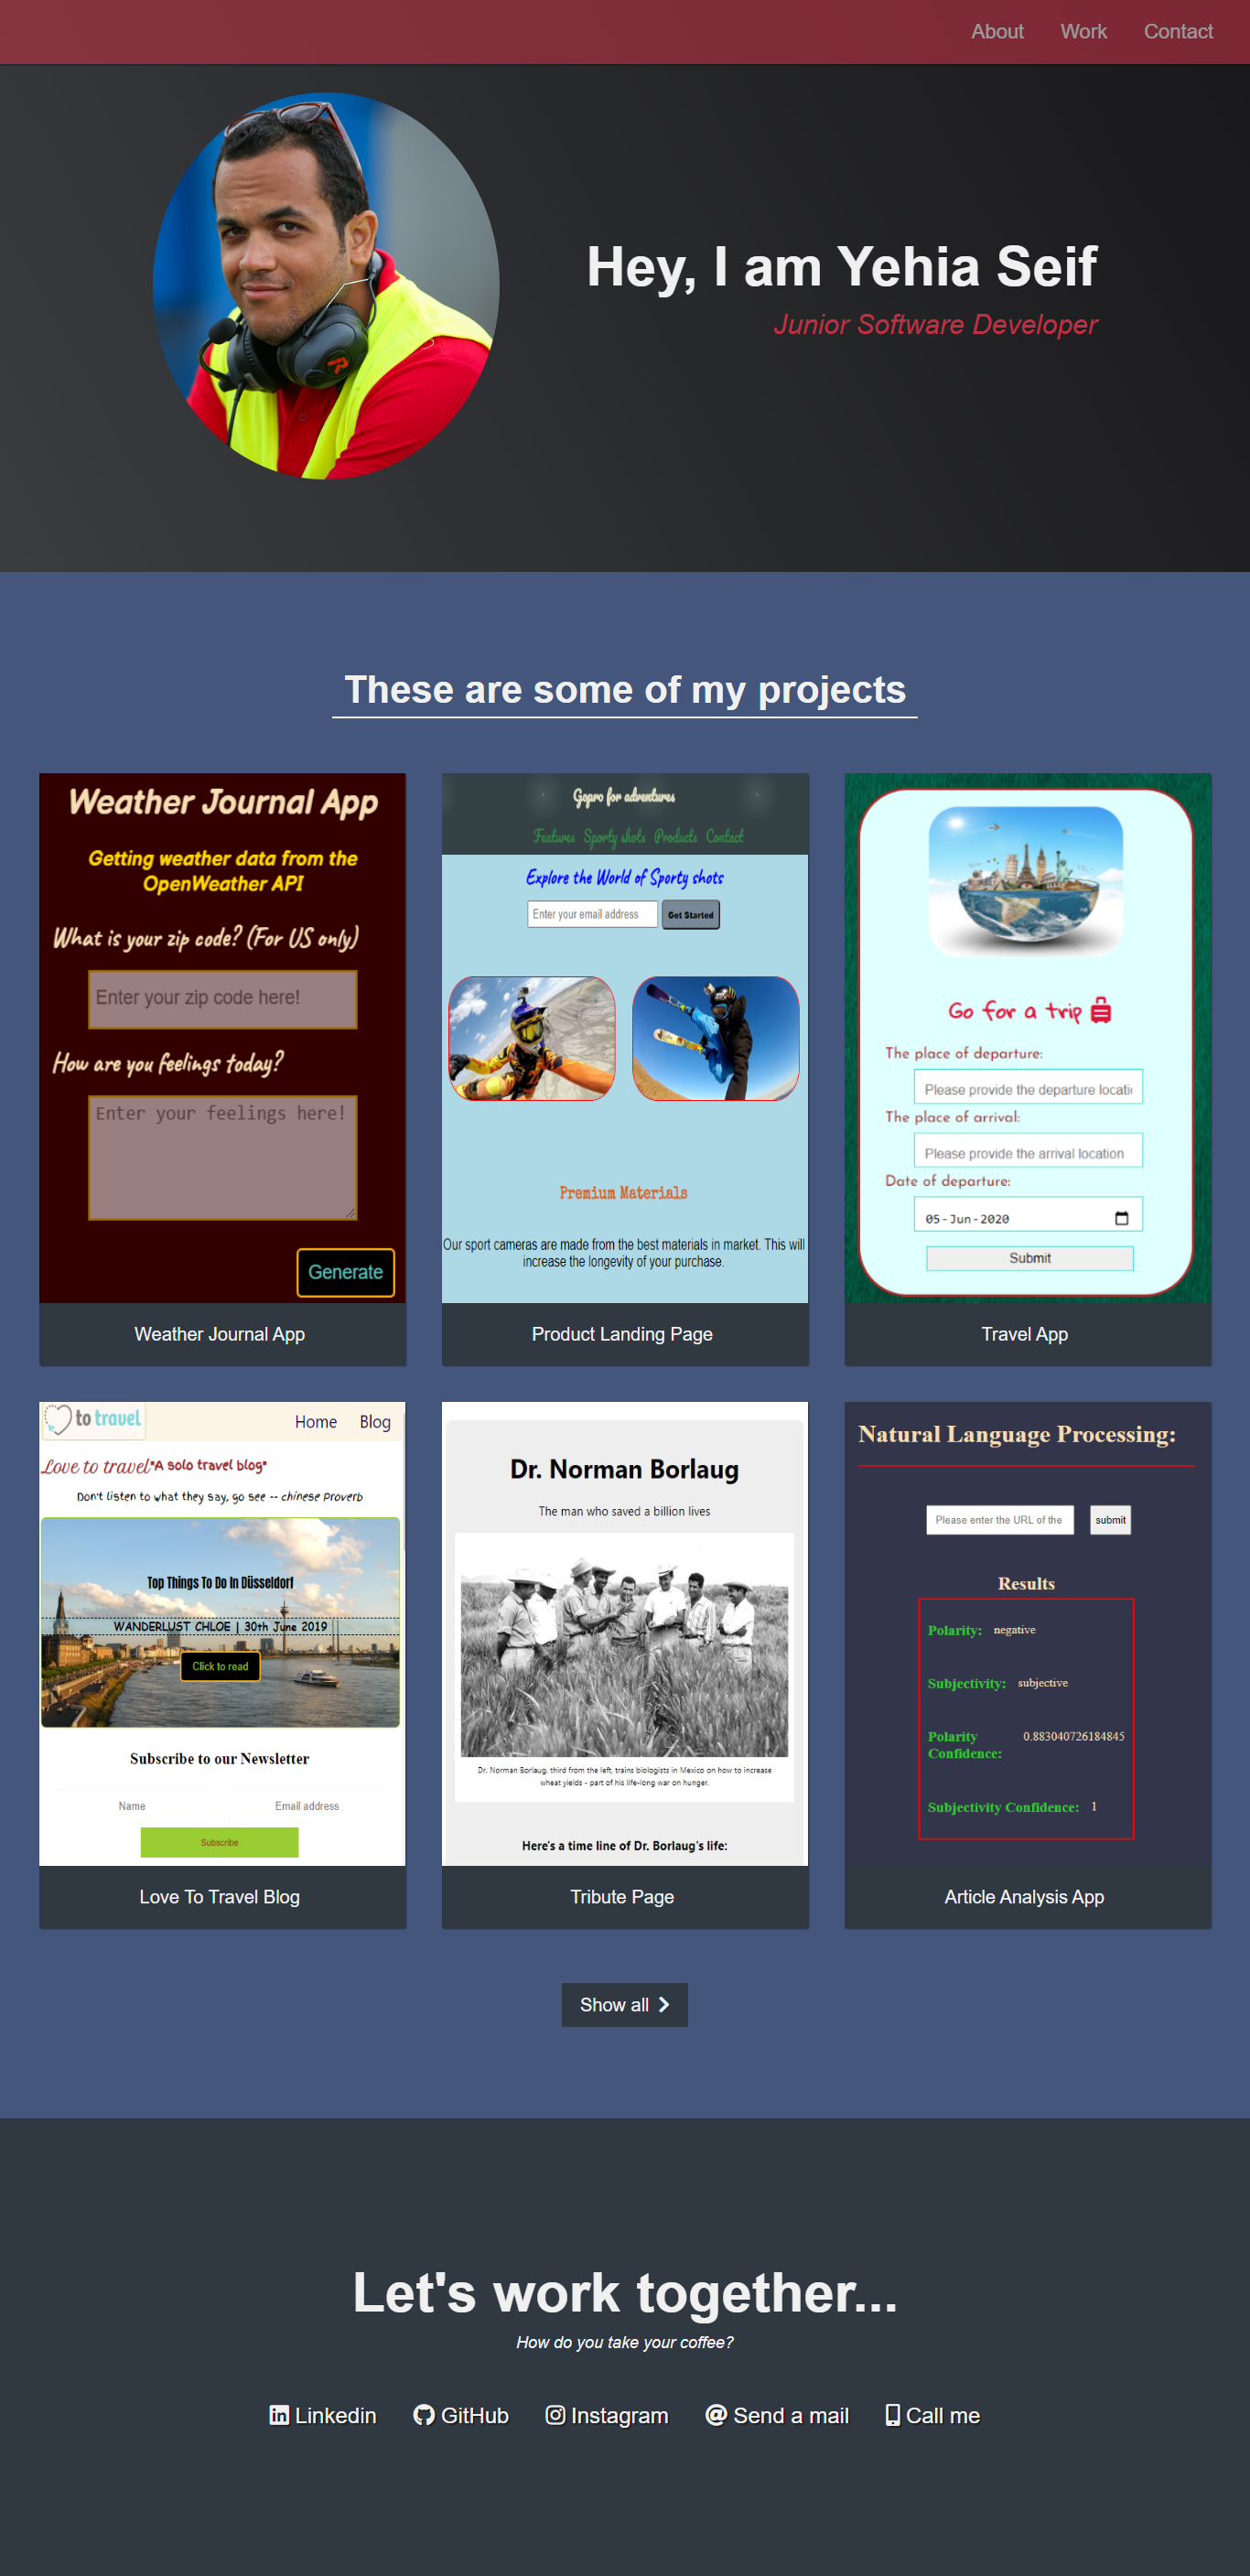 About Work Contact
Hey, I am Yehia Seif
Junior Software Developer
These are some of my projects
Weather Journal App
Getting weather data from the
OpenWeather API
What is your zip code? (For US only)
Enter your zip code here!
How are you feelings today?
Enter your feelings here!
Generate
Weather Journal App
Gopro for adventures
Features Sporty shots Products Contact
Explore the World of Sporty shots
Enter your email address Get Started
Premium Materials
Our sport cameras are made from the best materials in market. This will
increase the longevity of your purchase.
Product Landing Page
Go for a trip
The place of departure:
Please provide the departure locati
The place of arrival:
Please provide the arrival location
Date of departure:
05-Jun-2020
Submit
Travel App
to travel Home Blog
Love to travel "A solo travel blog"
Don't listen to what they say, go see -- chinese Proverb
Top Things To Do In Düsseldorf
WANDERLUST CHLOE | 30th June 2019
Click to read
Subscribe to our Newsletter
Name Email address
Subscribe
Love To Travel Blog
Dr. Norman Borlaug
The man who saved a billion lives
Dr. Norman Borlaug, third from the left, trains biologists in Mexico on how to increase
wheat yields - part of his life-long war on hunger.
Here's a time line of Dr. Borlaug's life:
Tribute Page
Natural Language Processing:
Please enter the URL of the submit
Results
Polarity: negative
Subjectivity: subjective
Polarity 0.883040726184845
Confidence:
Subjectivity Confidence: 1
Article Analysis App
Show all
Let's work together...
How do you take your coffee?
Linkedin GitHub Instagram Send a mail Call me